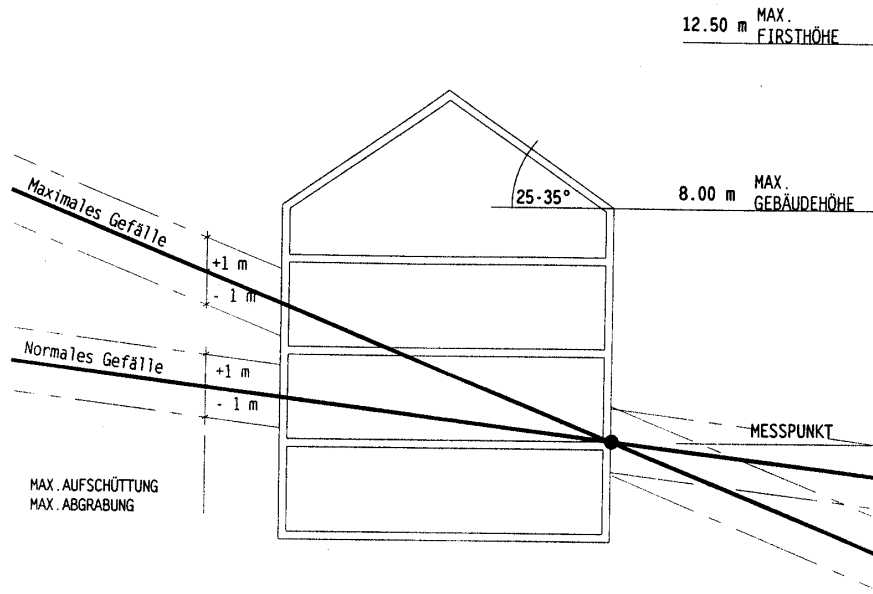 12.50 m MAX. FIRSTHÖHE
25-35°
8.00 m MAX. GEBÄUDEHÖHE
Maximales Gefälle
+1 m
- 1 m
Normales Gefälle
+1 m
- 1 m
MESSPUNKT
MAX.AUFSCHÜTTUNG
MAX.ABGRABUNG